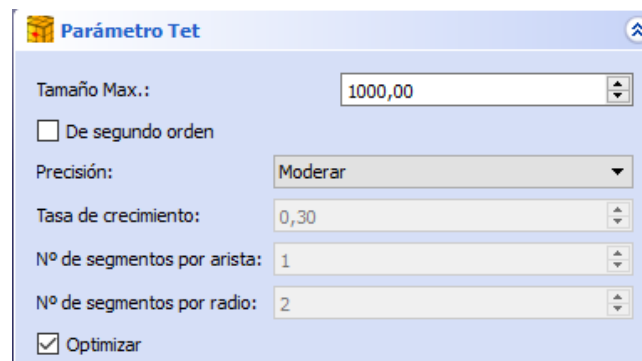 Parámetro Tet
Tamaño Max.: 1000,00
De segundo orden
Precisión: Moderar
Tasa de crecimiento: 0,30
Nº de segmentos por arista: 1
Nº de segmentos por radio: 2
Optimizar